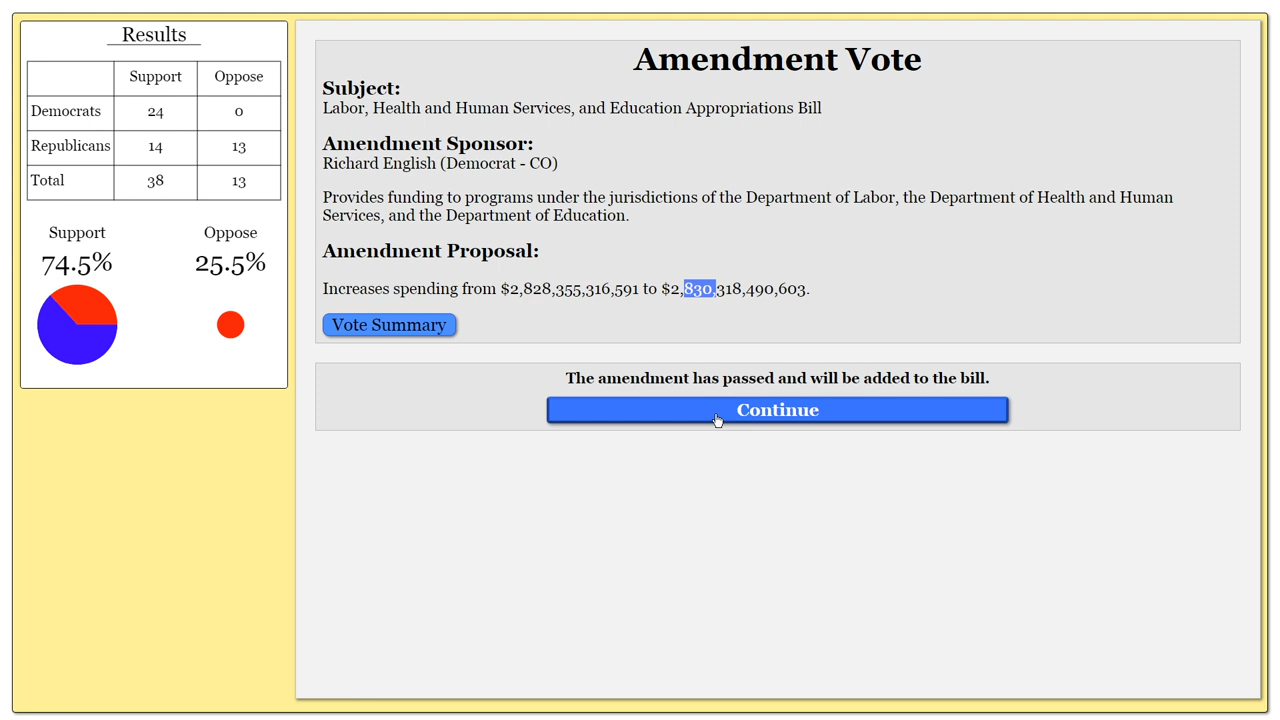 Results
Support Oppose
Democrats 24 0
Republicans 14 13
Total 38 13
Support Oppose
74.5% 25.5%
Amendment Vote
Subject:
Labor, Health and Human Services, and Education Appropriations Bill
Amendment Sponsor:
Richard English (Democrat - CO)
Provides funding to programs under the jurisdictions of the Department of Labor, the Department of Health and Human
Services, and the Department of Education.
Amendment Proposal:
Increases spending from $2,828,355,316,591 to $2,830,318,490,603.
Vote Summary
The amendment has passed and will be added to the bill.
Continue